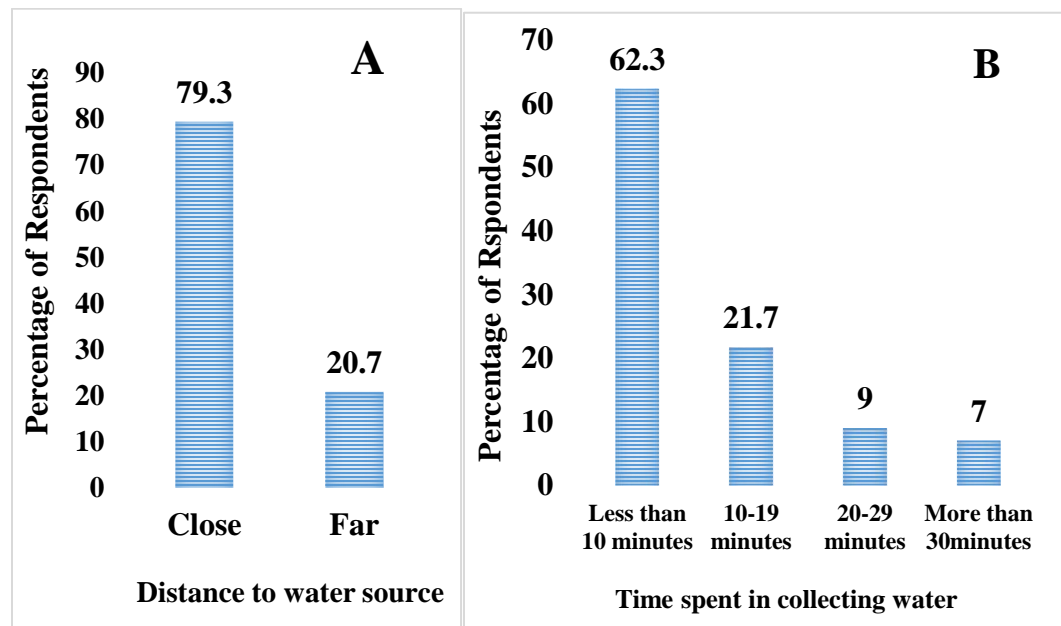 A
Percentage of Respondents
90
80
70
60
50
40
30
20
10
0
79.3
20.7
Close
Far
Distance to water source
B
Percentage of Rspondents
70
60
50
40
30
20
10
0
62.3
21.7
9
7
Less than
10 minutes
10-19
minutes
20-29
minutes
More than
30minutes
Time spent in collecting water